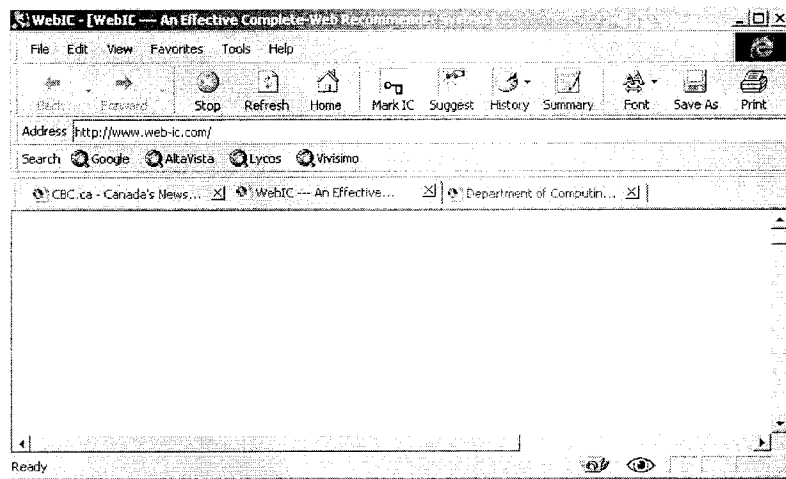 WebIC - [WebIC --- An Effective Complete-Web Recommender System]
File Edit View Favorites Tools Help
Back Forward Stop Refresh Home Mark IC Suggest History Summary Font Save As Print
Address http://www.web-ic.com/
Search Google AltaVista Lycos Vivisimo
CBC.ca - Canada's News... WebIC --- An Effective... Department of Computin...
Ready